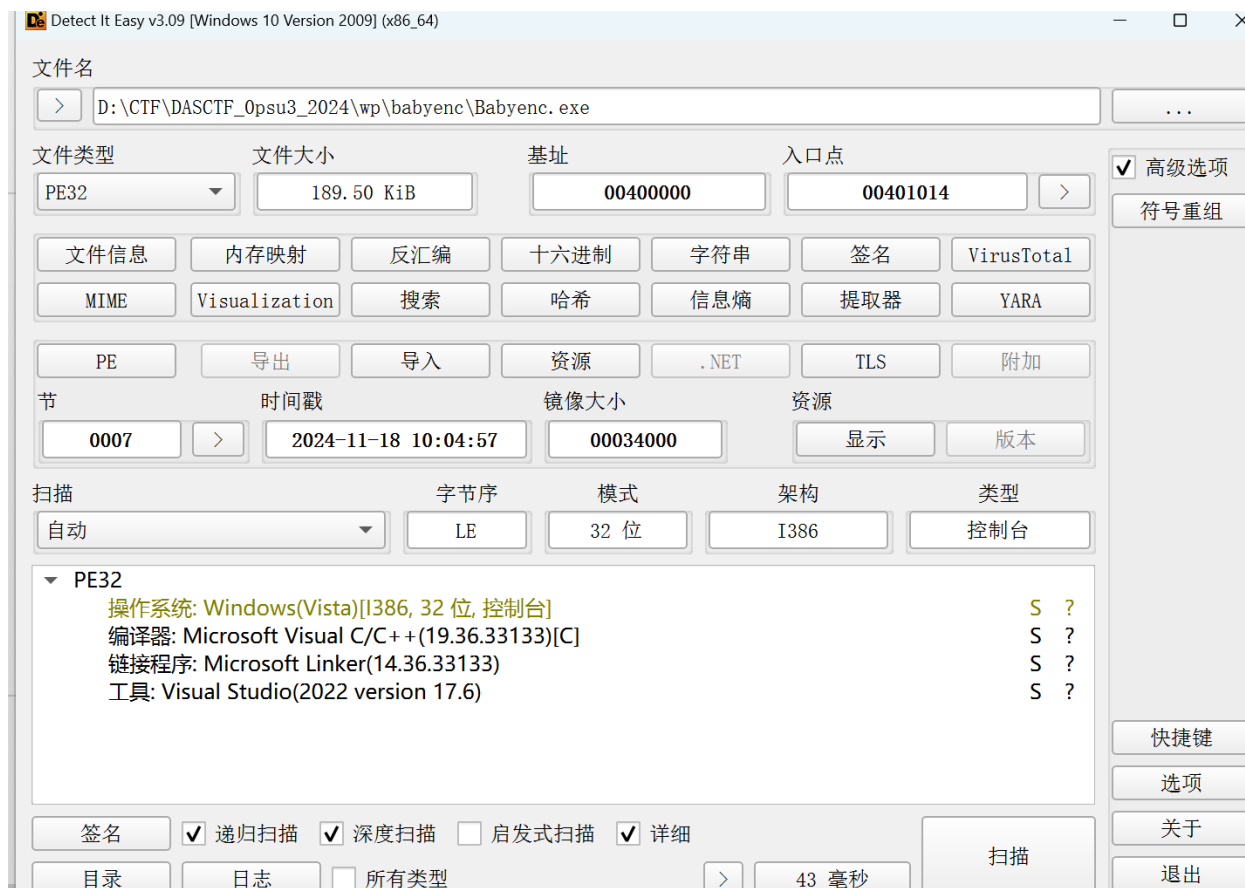 Detect It Easy v3.09 [Windows 10 Version 2009] (x86_64)
文件名
D:\CTF\DASCTF_0psu3_2024\wp\babyenc\Babyenc.exe
...
文件类型 文件大小 基址 入口点
高级选项
PE32 189.50 KiB 00400000 00401014 >
符号重组
文件信息 内存映射 反汇编 十六进制 字符串 签名 VirusTotal
MIME Visualization 搜索 哈希 信息熵 提取器 YARA
PE 导出 导入 资源 .NET TLS 附加
节 时间戳 镜像大小 资源
0007 > 2024-11-18 10:04:57 00034000 显示 版本
扫描 字节序 模式 架构 类型
自动 LE 32 位 I386 控制台
PE32
操作系统: Windows(Vista)[I386, 32 位, 控制台] S ?
编译器: Microsoft Visual C/C++(19.36.33133)[C] S ?
链接程序: Microsoft Linker(14.36.33133) S ?
工具: Visual Studio(2022 version 17.6) S ?
快捷键
选项
签名 递归扫描 深度扫描 启发式扫描 详细
关于
扫描
目录 日志 所有类型 > 43 毫秒
退出